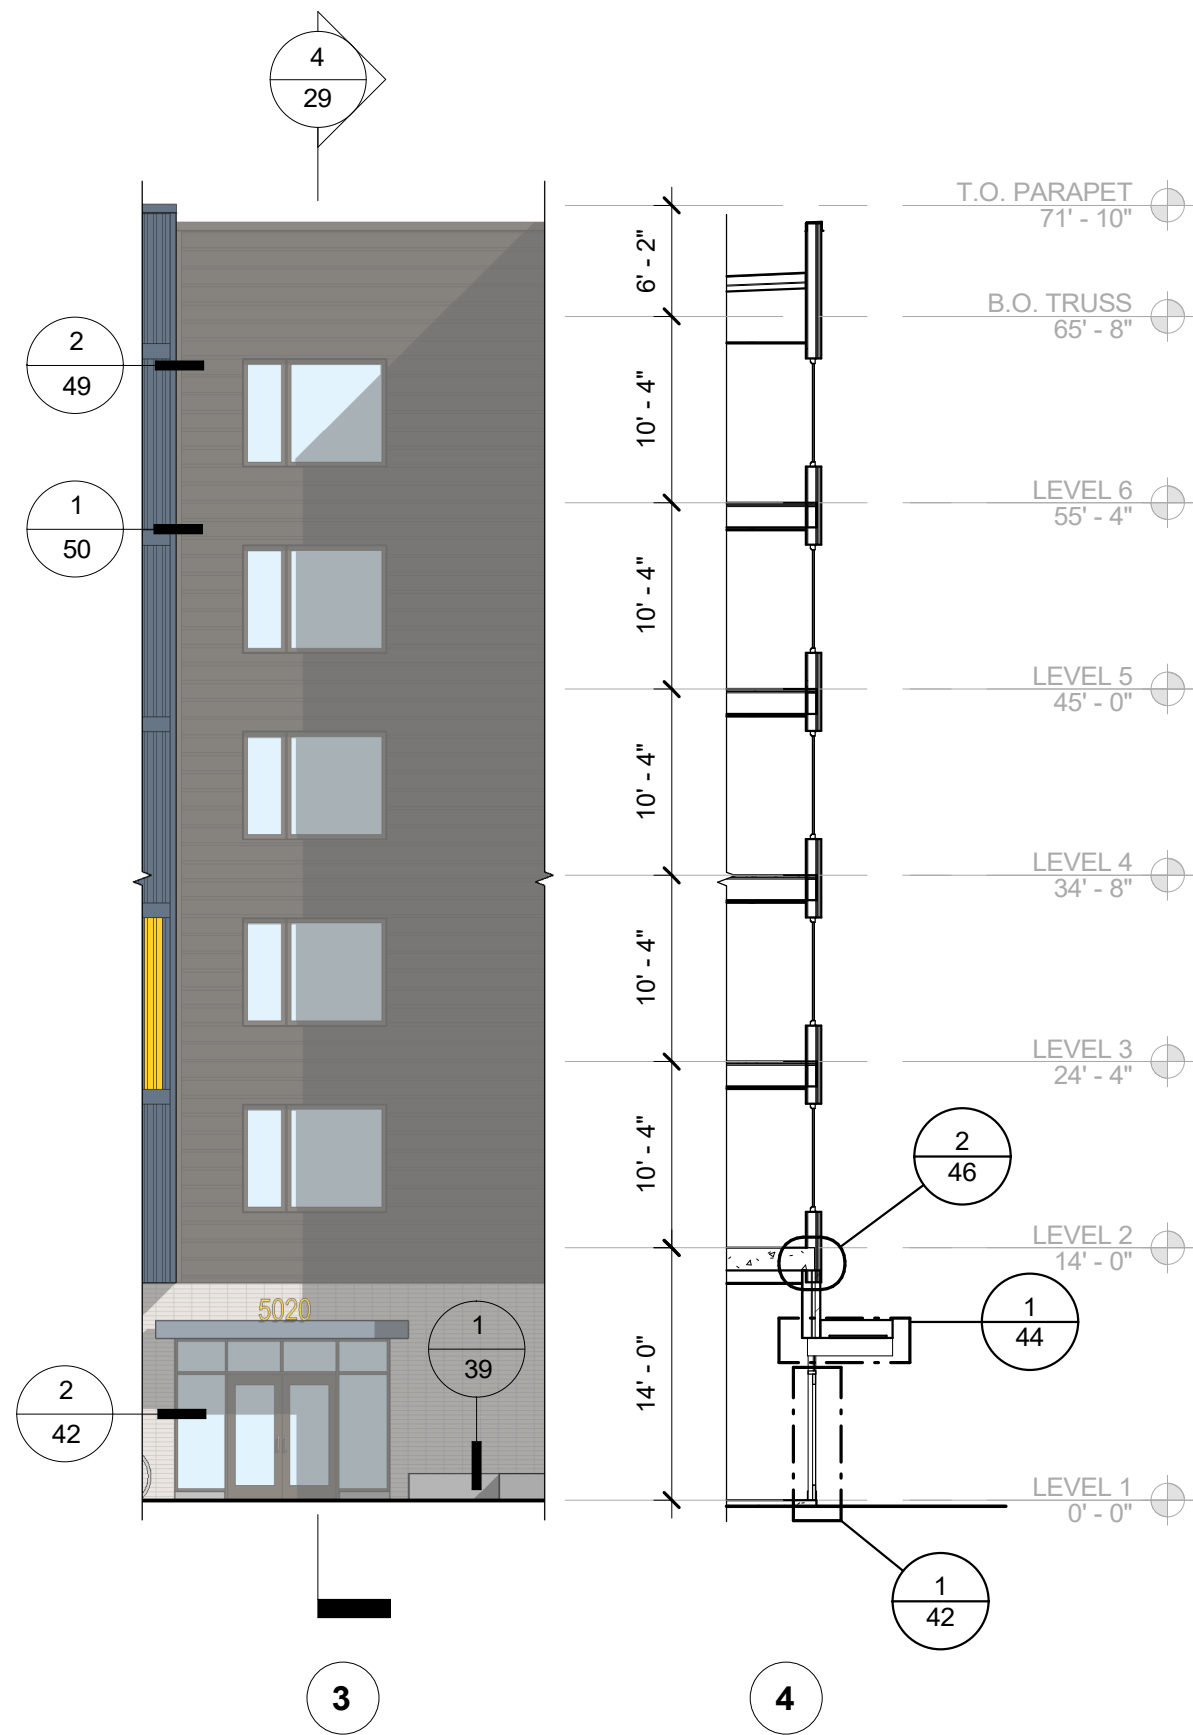 4
29
T.O. PARAPET
71' - 10"
6' - 2"
B.O. TRUSS
65' - 8"
2
49
10' - 4"
LEVEL 6
55' - 4"
1
50
10' - 4"
LEVEL 5
45' - 0"
10' - 4"
LEVEL 4
34' - 8"
10' - 4"
LEVEL 3
24' - 4"
10' - 4"
2
46
LEVEL 2
14' - 0"
5020
1
39
1
44
14' - 0"
2
42
LEVEL 1
0' - 0"
1
42
3
4